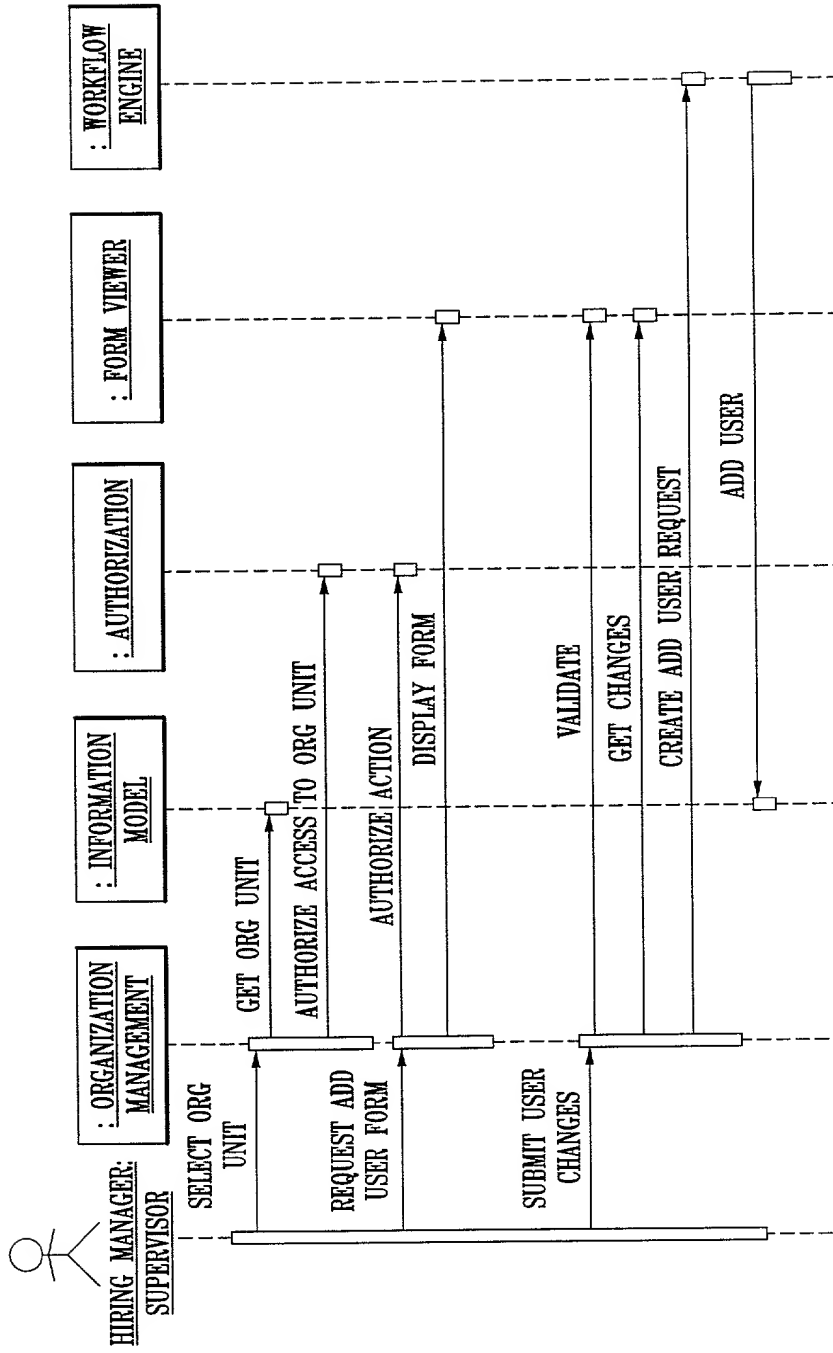 HIRING MANAGER:
SUPERVISOR
: ORGANIZATION
MANAGEMENT
: INFORMATION
MODEL
: AUTHORIZATION
: FORM VIEWER
: WORKFLOW
ENGINE
SELECT ORG
UNIT
GET ORG UNIT
AUTHORIZE ACCESS TO ORG UNIT
REQUEST ADD
USER FORM
AUTHORIZE ACTION
DISPLAY FORM
SUBMIT USER
CHANGES
VALIDATE
GET CHANGES
CREATE ADD USER REQUEST
ADD USER